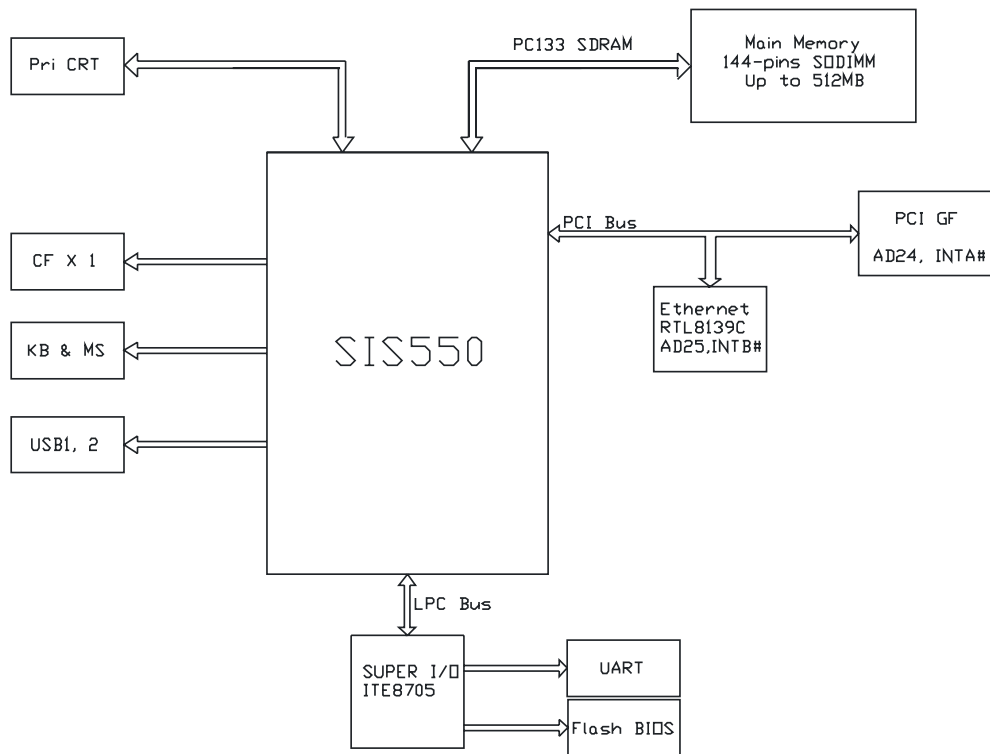 PC133 SDRAM
Main Memory
144-pins SODIMM
Up to 512MB
Pri CRT
PCI Bus
PCI GF
AD24, INTA#
CF X 1
Ethernet
RTL8139C
AD25,INTB#
KB & MS
SIS550
USB1, 2
LPC Bus
SUPER I/O
ITE8705
UART
Flash BIOS